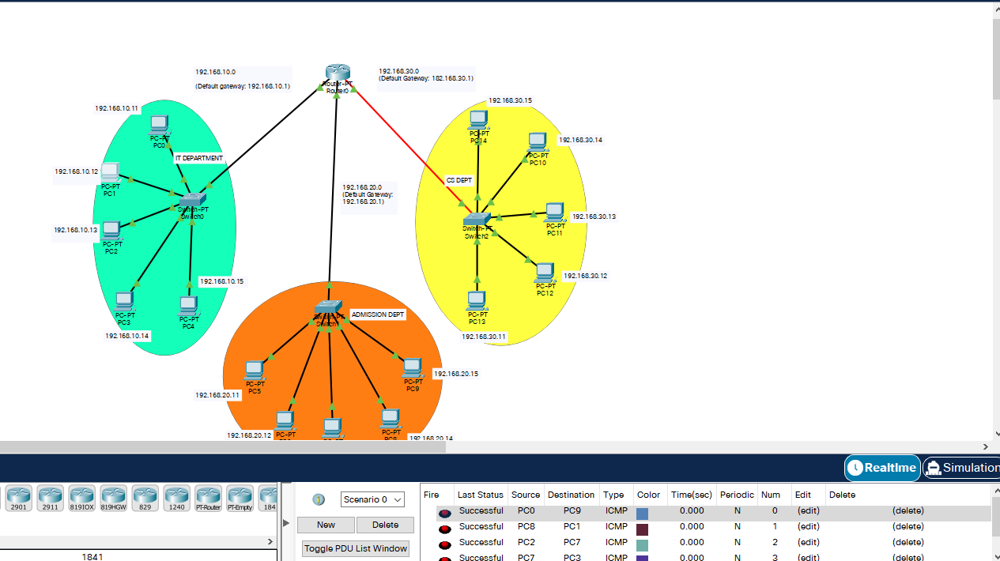 192.168.10.0
(Default gateway: 192.168.10.1)
Router-PT
Router0
192.168.30.0
(Default Gateway: 182.168.30.1)
192.168.10.11
PC-PT
PC0
IT DEPARTMENT
192.168.10.12
PC-PT
PC1
Switch-PT
Switch0
192.168.10.13
PC-PT
PC2
192.168.10.15
PC-PT
PC3
PC-PT
PC4
192.168.10.14
192.168.20.0
(Default Gateway:
192.168.20.1)
192.168.30.15
PC-PT
PC14
192.168.30.14
PC-PT
PC10
CS DEPT
Switch-PT
Switch2
192.168.30.13
PC-PT
PC11
192.168.30.12
PC-PT
PC12
PC-PT
PC13
192.168.30.11
Switch-PT
ADMISSION DEPT
PC-PT
PC5
192.168.20.11
PC-PT
PC9
192.168.20.15
192.168.20.12
PC-PT
PC-PT
PC8
192.168.20.14
Realtime
Simulation
2901
2911
819IOX
819HGW
829
1240
PT-Router
PT-Empty
184
1841
Scenario 0
New
Delete
Toggle PDU List Window
Fire Last Status Source Destination Type Color Time(sec) Periodic Num Edit Delete
Successful PC0 PC9 ICMP 0.000 N 0 (edit) (delete)
Successful PC8 PC1 ICMP 0.000 N 1 (edit) (delete)
Successful PC2 PC7 ICMP 0.000 N 2 (edit) (delete)
Successful PC7 PC3 ICMP 0.000 N 3 (edit) (delete)